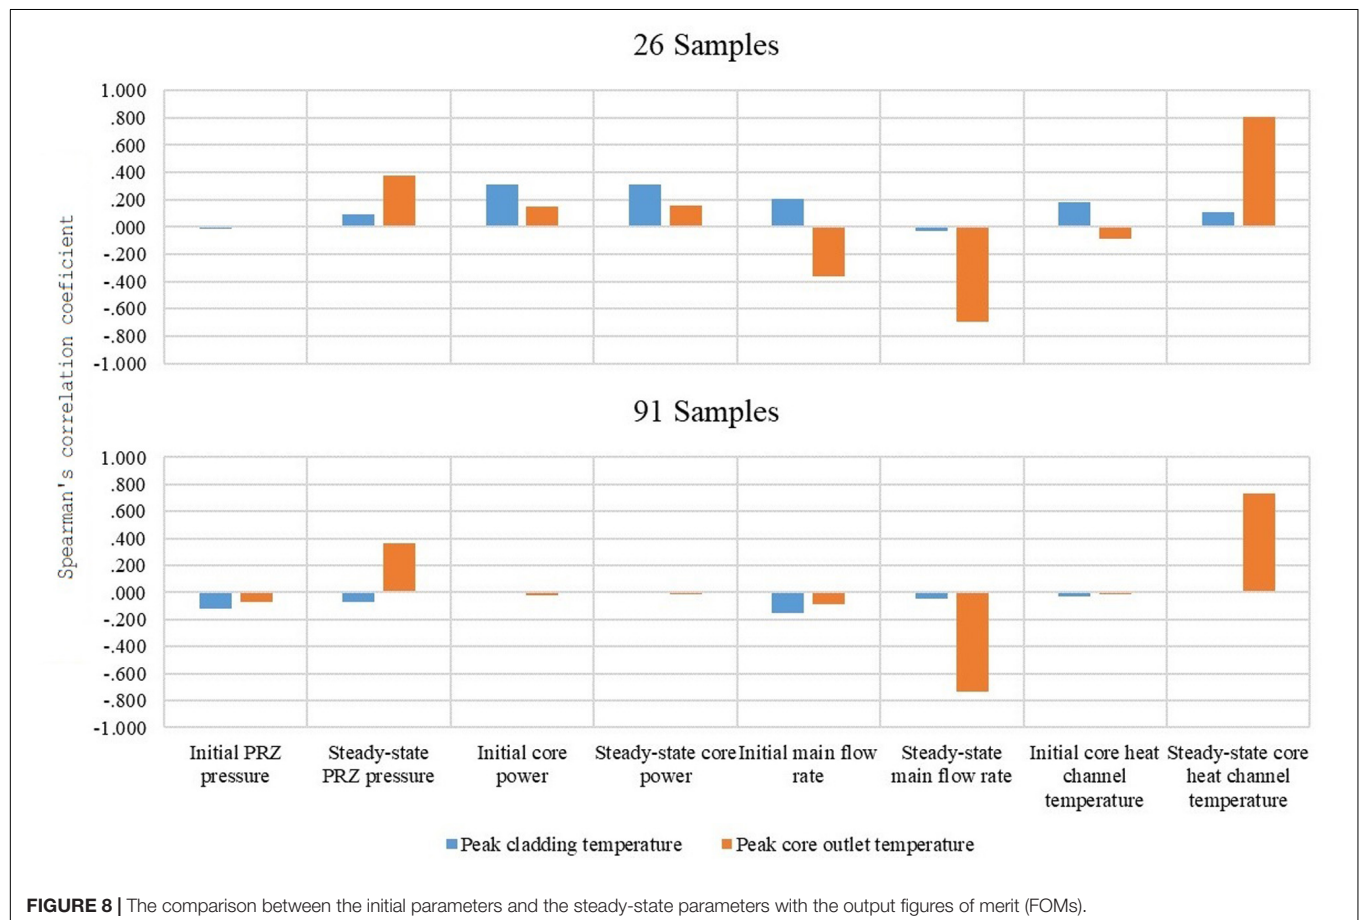 26 Samples
1.000
.800
.600
.400
.200
.000
-.200
-.400
-.600
-.800
-1.000
Spearman's correlation coeficient
91 Samples
1.000
.800
.600
.400
.200
.000
-.200
-.400
-.600
-.800
-1.000
Initial PRZ
pressure
Steady-state
PRZ pressure
Initial core
power
Steady-state core
power
Initial main flow
rate
Steady-state
main flow rate
Initial core heat
channel
temperature
Steady-state core
heat channel
temperature
Peak cladding temperature
Peak core outlet temperature
FIGURE 8 | The comparison between the initial parameters and the steady-state parameters with the output figures of merit (FOMs).